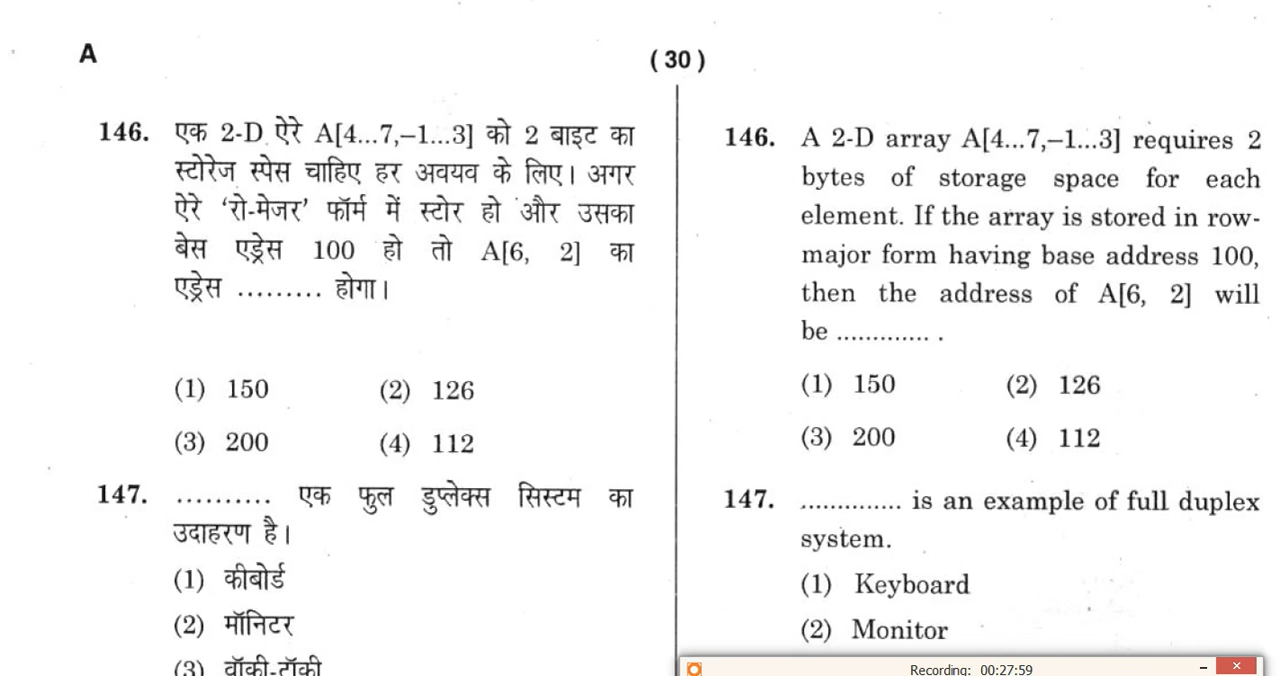 A
( 30 )
146. एक 2-D ऐरे A[4...7,–1...3] को 2 बाइट का
स्टोरेज स्पेस चाहिए हर अवयव के लिए। अगर
ऐरे ‘रो-मेजर’ फॉर्म में स्टोर हो और उसका
बेस एड्रेस 100 हो तो A[6, 2] का
एड्रेस ......... होगा।
(1) 150 (2) 126
(3) 200 (4) 112
147. .......... एक फुल डुप्लेक्स सिस्टम का
उदाहरण है।
(1) कीबोर्ड
(2) मॉनिटर
(3) वॉकी-टॉकी
146. A 2-D array A[4...7,–1...3] requires 2
bytes of storage space for each
element. If the array is stored in row-
major form having base address 100,
then the address of A[6, 2] will
be ............. .
(1) 150 (2) 126
(3) 200 (4) 112
147. .............. is an example of full duplex
system.
(1) Keyboard
(2) Monitor
Recording: 00:27:59